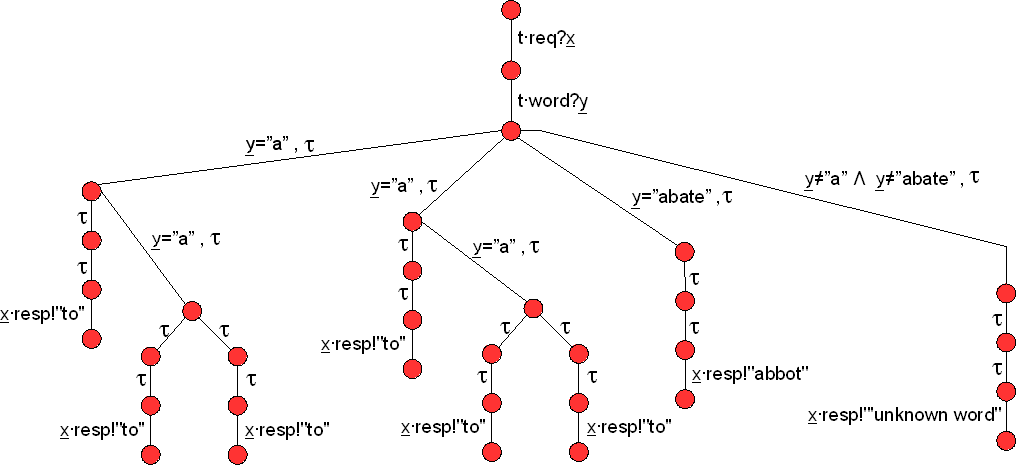 t·req?x
t·word?y
y="a" , τ
y="a" , τ
y="abate" , τ
y≠"a" ∧ y≠"abate" , τ
τ
y="a" , τ
τ
y="a" , τ
τ
τ
τ
τ
τ
x·resp!"to"
τ
τ
τ
τ
τ
τ
x·resp!"to"
τ
τ
τ
τ
x·resp!"abbot"
x·resp!"unknown word"
x·resp!"to"
x·resp!"to"
x·resp!"to"
x·resp!"to"